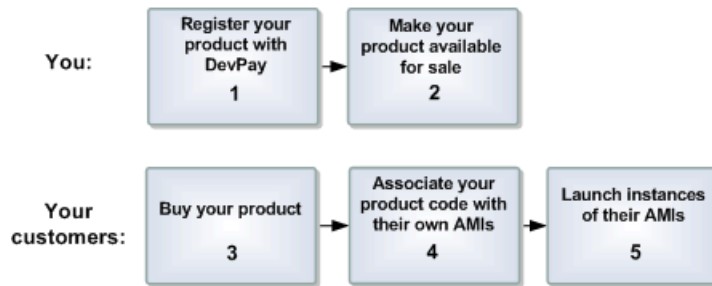 You:
Register your
product with
DevPay
1
Make your
product available
for sale
2
Your
customers:
Buy your product
3
Associate your
product code with
their own AMIs
4
Launch instances
of their AMIs
5